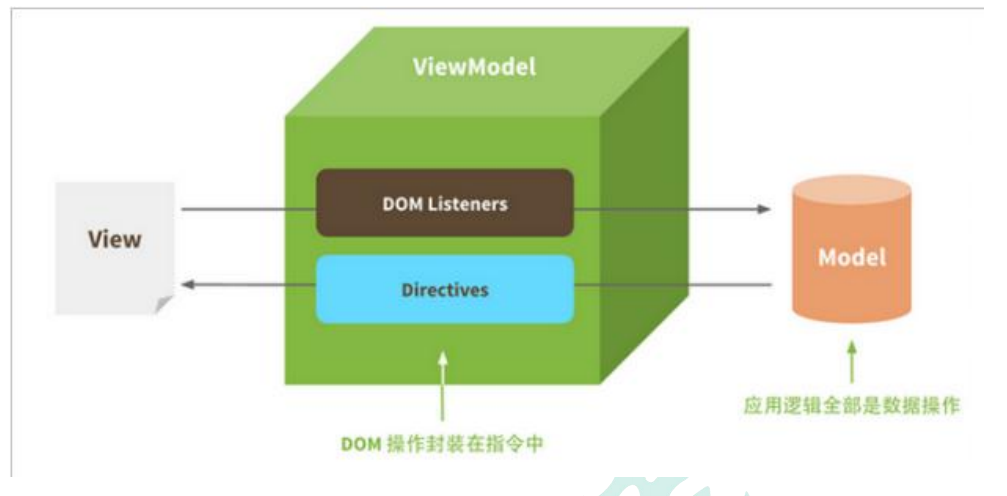 ViewModel
DOM Listeners
View
Model
Directives
应用逻辑全部是数据操作
DOM 操作封装在指令中